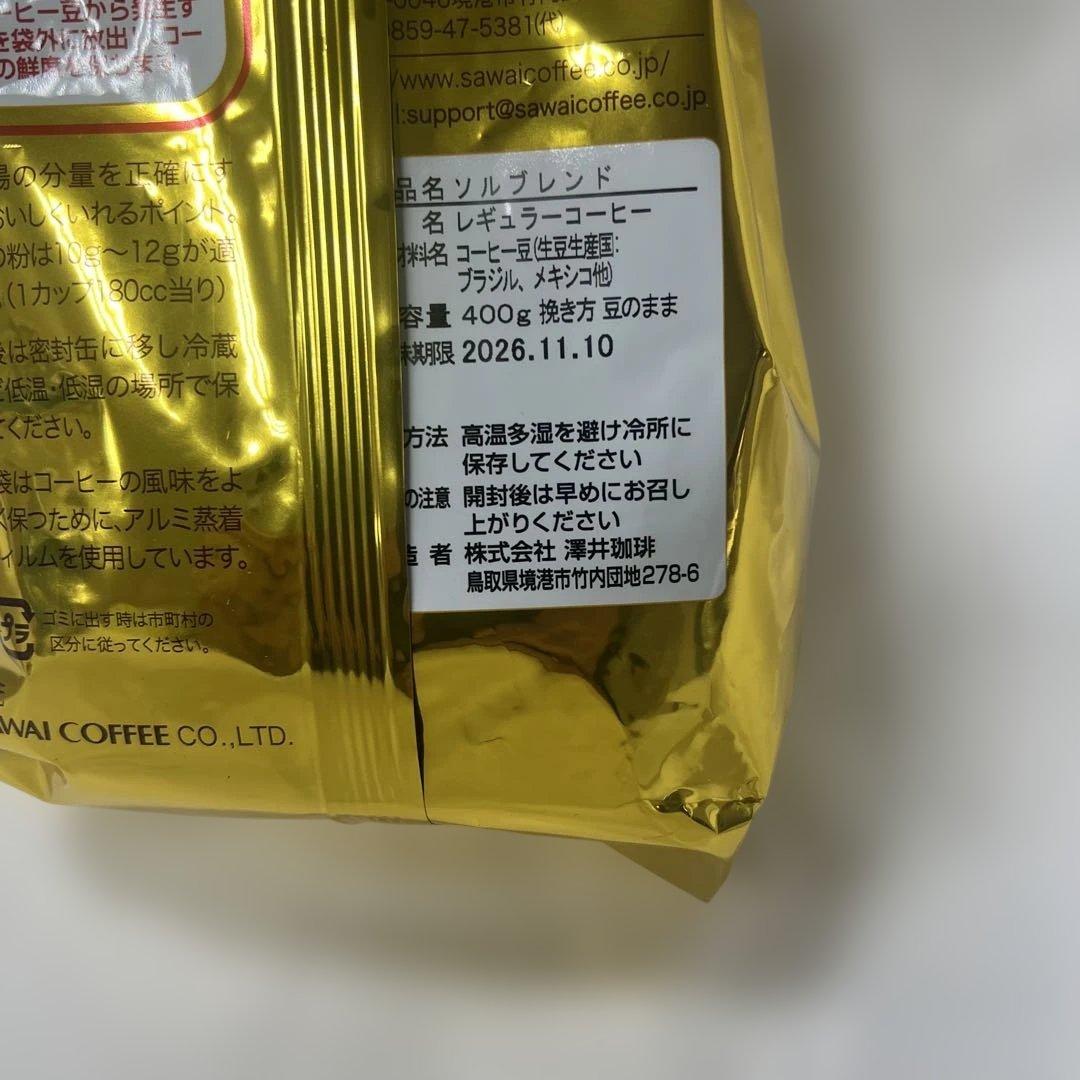 ーヒー豆から発生す
を袋外に放出し、コー
の鮮度を保ちます
湯の分量を正確にす
おいしくいれるポイント。
の粉は10g〜12gが適
(1カップ180cc当り)
後は密封缶に移し冷蔵
低温・低湿の場所で保
てください。
袋はコーヒーの風味をよ
く保つために、アルミ蒸着
ィルムを使用しています。
プラ
ゴミに出す時は市町村の
区分に従ってください。
AWAI COFFEE CO.,LTD.
859-47-5381(代)
/www.sawaicoffee.co.jp/
l:support@sawaicoffee.co.jp
品名 ソルブレンド
名 レギュラーコーヒー
材料名 コーヒー豆(生豆生産国:
ブラジル、メキシコ他)
容量 400g 挽き方 豆のまま
味期限 2026.11.10
方法 高温多湿を避け冷所に
保存してください
の注意 開封後は早めにお召し
上がりください
造者 株式会社 澤井珈琲
鳥取県境港市竹内団地278-6